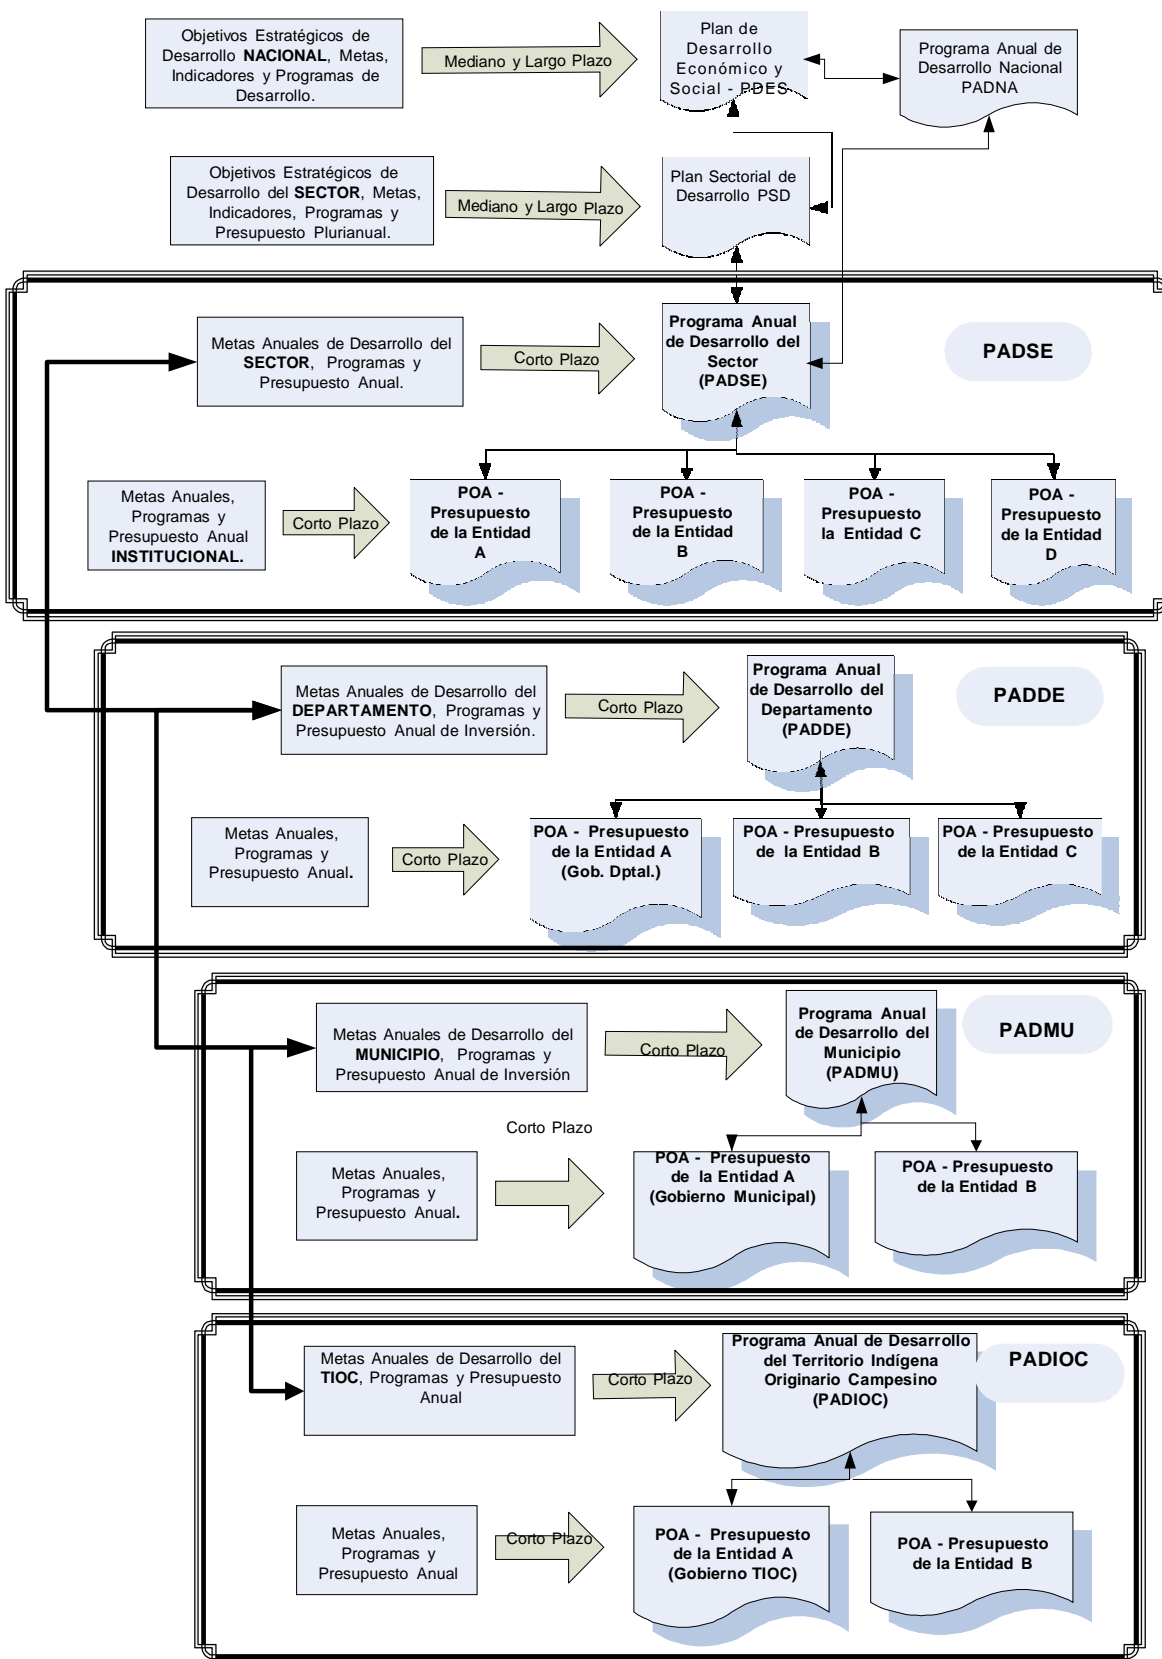 Objetivos Estratégicos de
Desarrollo NACIONAL, Metas,
Indicadores y Programas de
Desarrollo.
Mediano y Largo Plazo
Plan de
Desarrollo
Económico y
Social - PDES
Programa Anual de
Desarrollo Nacional
PADNA
Objetivos Estratégicos de
Desarrollo del SECTOR, Metas,
Indicadores, Programas y
Presupuesto Plurianual.
Mediano y Largo Plazo
Plan Sectorial de
Desarrollo PSD
Metas Anuales de Desarrollo del
SECTOR, Programas y
Presupuesto Anual.
Corto Plazo
Programa Anual
de Desarrollo del
Sector
(PADSE)
PADSE
Metas Anuales,
Programas y
Presupuesto Anual
INSTITUCIONAL.
Corto Plazo
POA -
Presupuesto
de la Entidad
A
POA -
Presupuesto
de la Entidad
B
POA -
Presupuesto
la Entidad C
POA -
Presupuesto
de la Entidad
D
Metas Anuales de Desarrollo del
DEPARTAMENTO, Programas y
Presupuesto Anual de Inversión.
Corto Plazo
Programa Anual
de Desarrollo del
Departamento
(PADDE)
PADDE
Metas Anuales,
Programas y
Presupuesto Anual.
Corto Plazo
POA - Presupuesto
de la Entidad A
(Gob. Dptal.)
POA - Presupuesto
de la Entidad B
POA - Presupuesto
de la Entidad C
Metas Anuales de Desarrollo del
MUNICIPIO, Programas y
Presupuesto Anual de Inversión
Corto Plazo
Programa Anual
de Desarrollo del
Municipio
(PADMU)
PADMU
Corto Plazo
Metas Anuales,
Programas y
Presupuesto Anual.
POA - Presupuesto
de la Entidad A
(Gobierno Municipal)
POA - Presupuesto
de la Entidad B
Metas Anuales de Desarrollo del
TIOC, Programas y Presupuesto
Anual
Corto Plazo
Programa Anual de Desarrollo
del Territorio Indígena
Originario Campesino
(PADIOC)
PADIOC
Metas Anuales,
Programas y
Presupuesto Anual
Corto Plazo
POA - Presupuesto
de la Entidad A
(Gobierno TIOC)
POA - Presupuesto
de la Entidad B